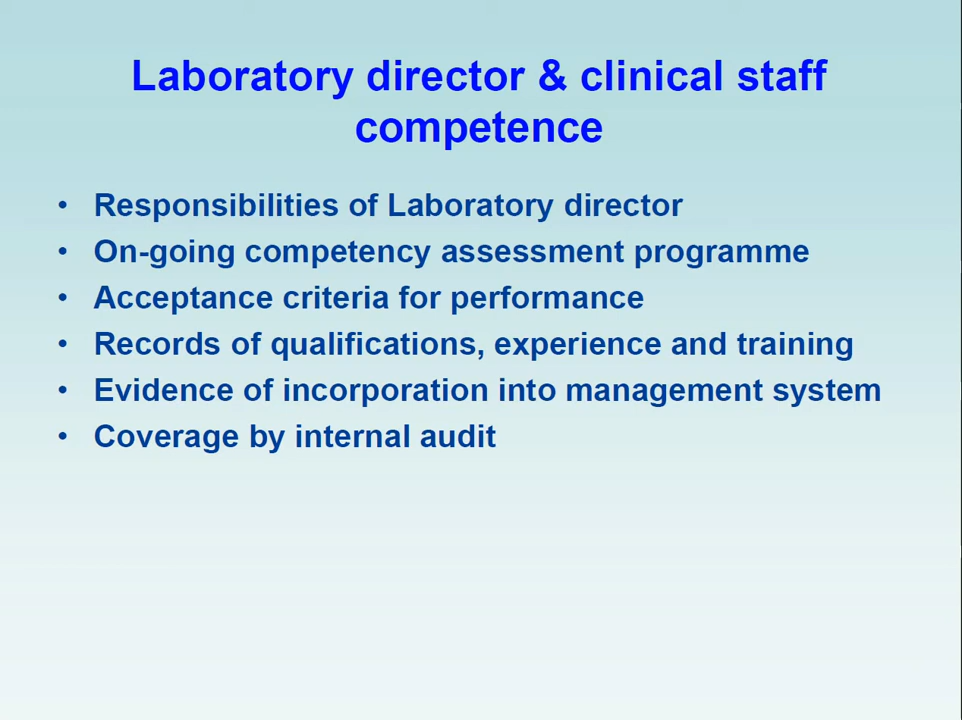 Laboratory director & clinical staff
competence
• Responsibilities of Laboratory director
• On-going competency assessment programme
• Acceptance criteria for performance
• Records of qualifications, experience and training
• Evidence of incorporation into management system
• Coverage by internal audit